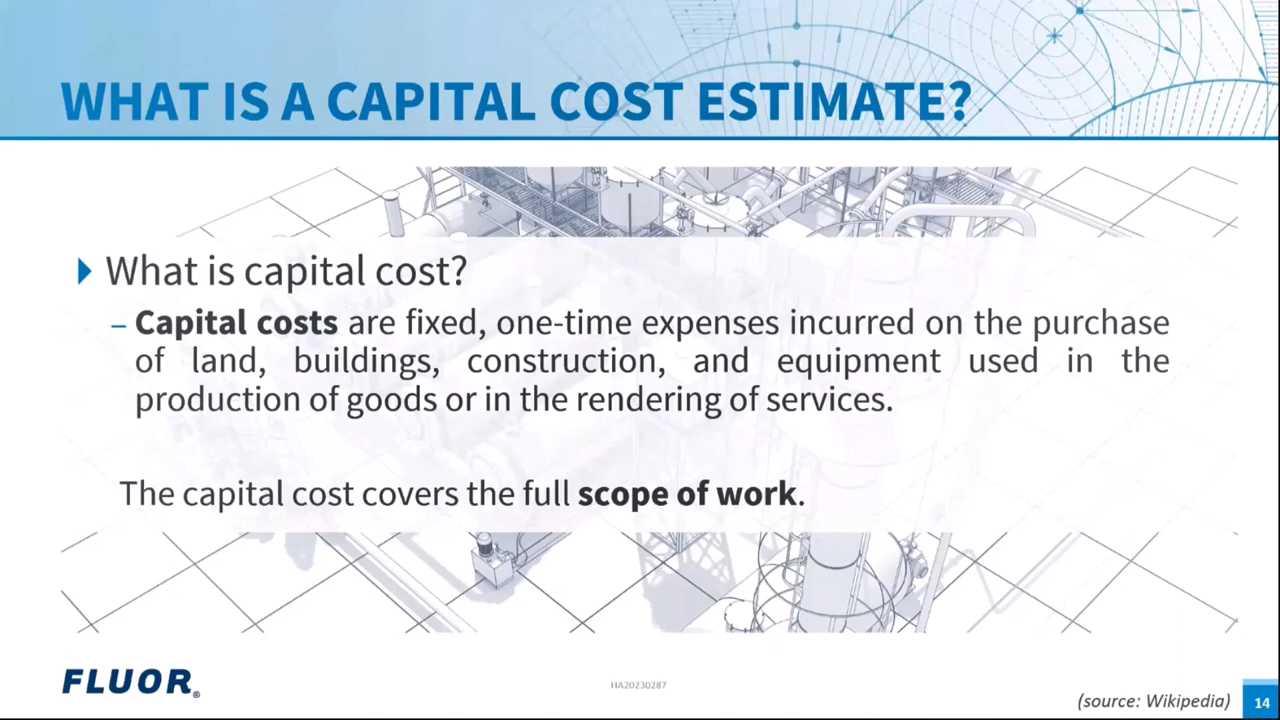 WHAT IS A CAPITAL COST ESTIMATE?
What is capital cost?
– Capital costs are fixed, one-time expenses incurred on the purchase
of land, buildings, construction, and equipment used in the
production of goods or in the rendering of services.
The capital cost covers the full scope of work.
FLUOR®
HA20230287
(source: Wikipedia)
14